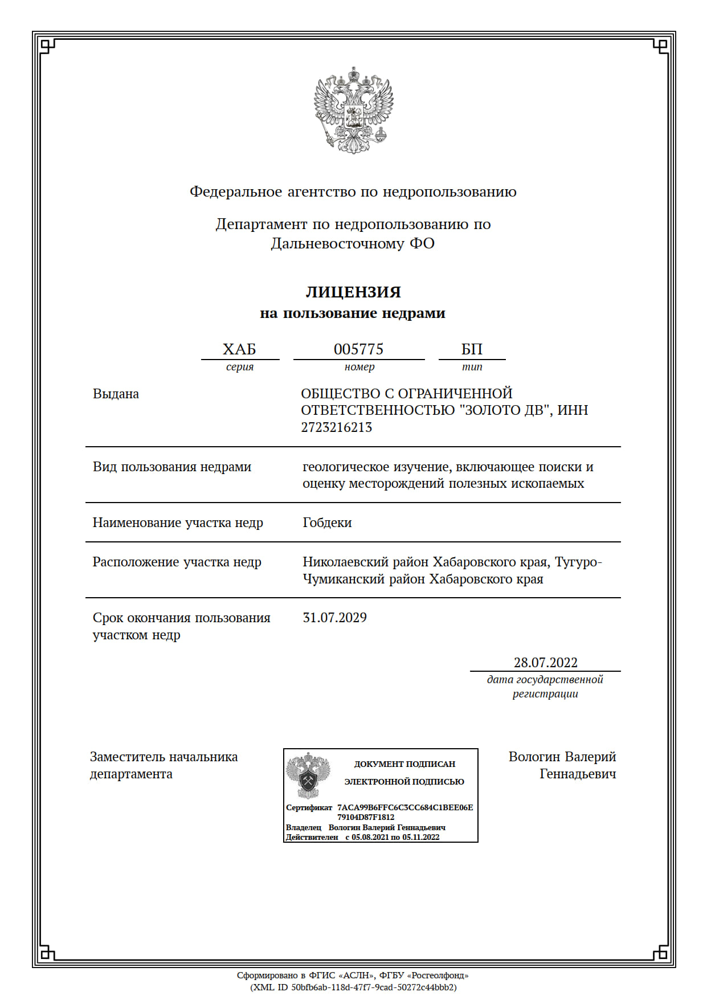 Федеральное агентство по недропользованию
Департамент по недропользованию по
Дальневосточному ФО
ЛИЦЕНЗИЯ
на пользование недрами
ХАБ 005775 БП
серия номер тип
Выдана ОБЩЕСТВО С ОГРАНИЧЕННОЙ
ОТВЕТСТВЕННОСТЬЮ "ЗОЛОТО ДВ", ИНН
2723216213
Вид пользования недрами геологическое изучение, включающее поиски и
оценку месторождений полезных ископаемых
Наименование участка недр Гобдеки
Расположение участка недр Николаевский район Хабаровского края, Тугуро-
Чумиканский район Хабаровского края
Срок окончания пользования 31.07.2029
участком недр
28.07.2022
дата государственной
регистрации
Заместитель начальника
департамента
ДОКУМЕНТ ПОДПИСАН
ЭЛЕКТРОННОЙ ПОДПИСЬЮ
Сертификат 7ACA99B6FFC6C3CC684C1BEE06E
79104D87F1812
Владелец Вологин Валерий Геннадьевич
Действителен с 05.08.2021 по 05.11.2022
Вологин Валерий
Геннадьевич
Сформировано в ФГИС «АСЛН», ФГБУ «Росгеолфонд»
(XML ID 50bfb6ab-118d-47f7-9cad-50272c44bbb2)